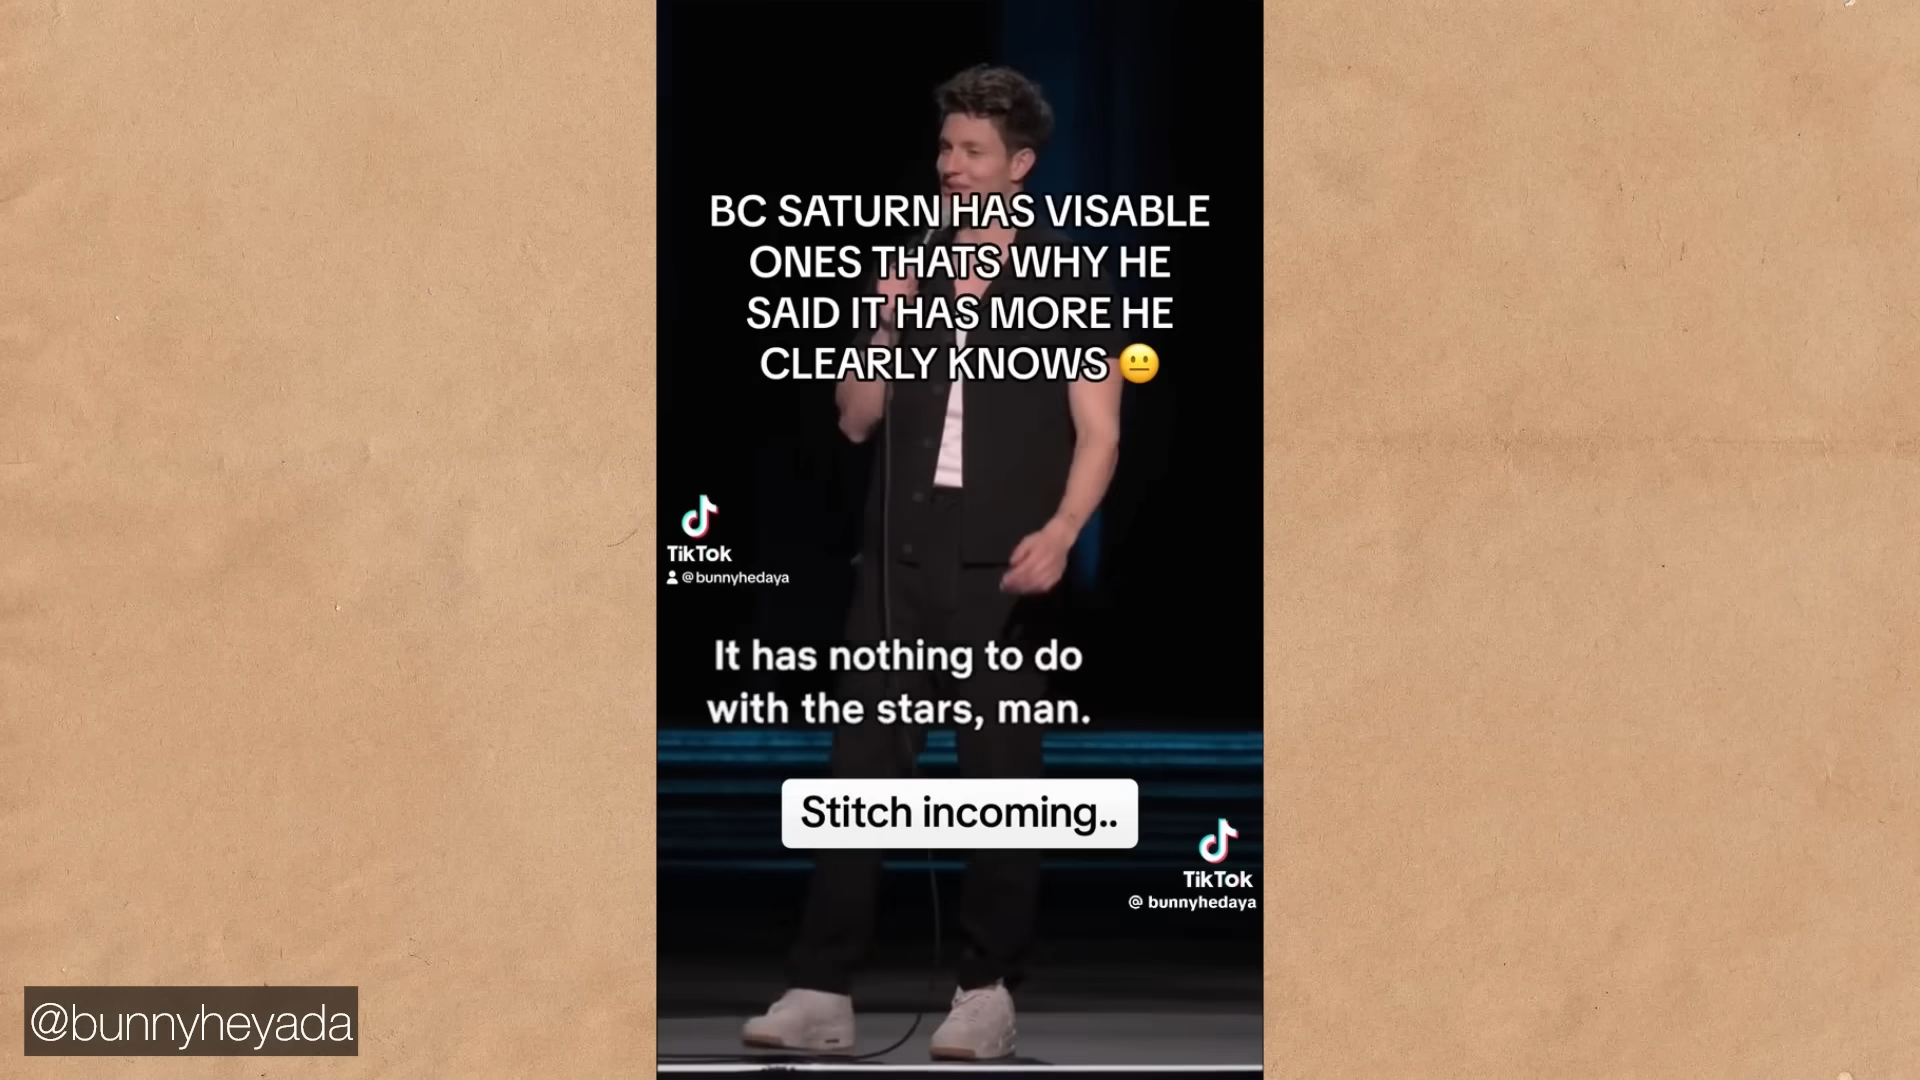 BC SATURN HAS VISABLE
ONES THATS WHY HE
SAID IT HAS MORE HE
CLEARLY KNOWS 😐
TikTok
@bunnyhedaya
It has nothing to do
with the stars, man.
Stitch incoming..
TikTok
@ bunnyhedaya
@bunnyheyada